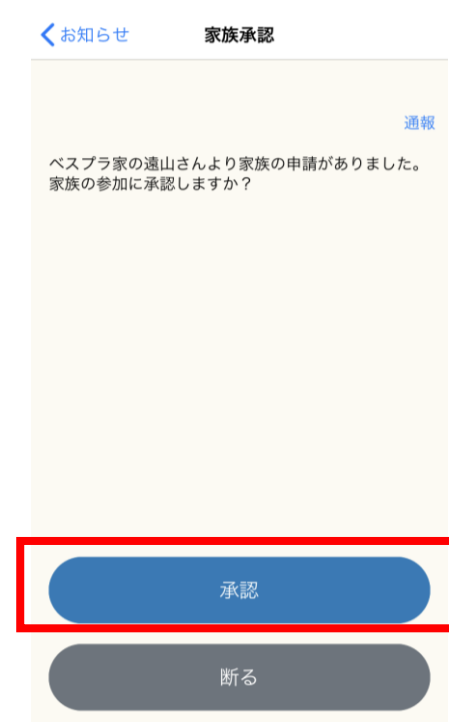 お知らせ 家族承認
通報
ベスプラ家の遠山さんより家族の申請がありました。
家族の参加に承認しますか？
承認
断る